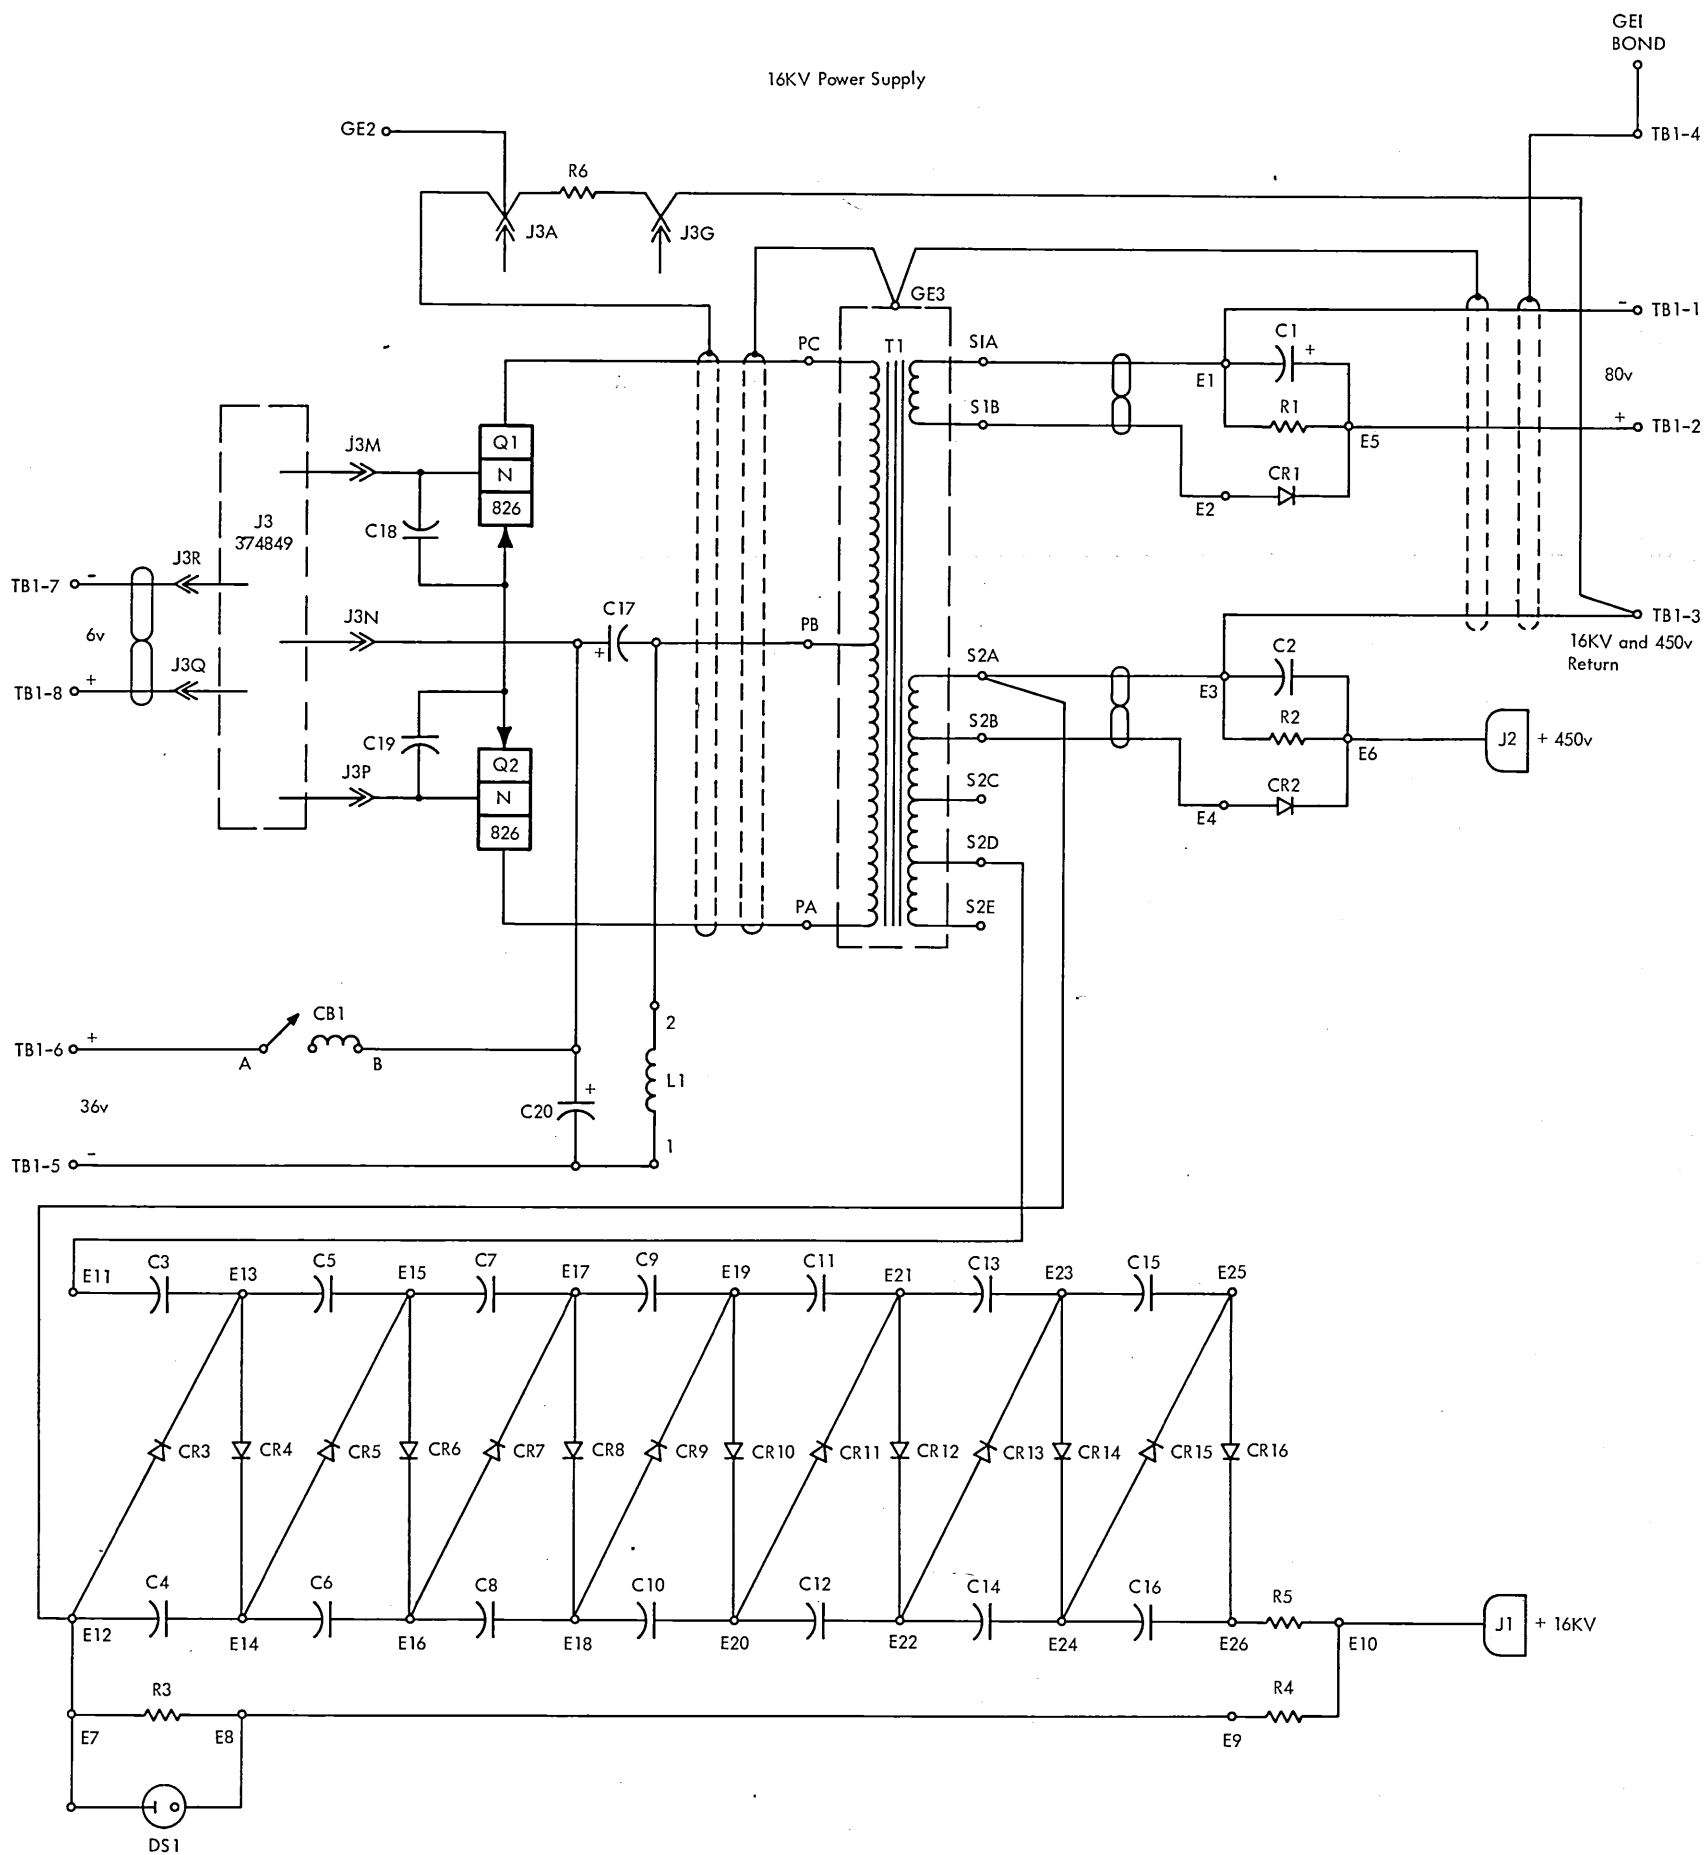 GEI
BOND
16KV Power Supply
GE2
TB1-4
R6
J3A
J3G
GE3
TB1-1
-
PC
T1
S1A
C1
+
E1
80v
J3M
Q1
N
826
S1B
R1
E5
+
TB1-2
CR1
E2
J3
374849
C18
J3R
TB1-7
-
6v
J3N
C17
+
PB
TB1-3
16KV and 450v
Return
J3Q
TB1-8
+
S2A
C2
E3
C19
S2B
R2
E6
J2
+ 450v
J3P
Q2
N
826
S2C
CR2
E4
S2D
PA
S2E
CB1
2
TB1-6
+
A
B
L1
36v
C20
+
1
TB1-5
-
E11
C3
E13
C5
E15
C7
E17
C9
E19
C11
E21
C13
E23
C15
E25
CR3
CR4
CR5
CR6
CR7
CR8
CR9
CR10
CR11
CR12
CR13
CR14
CR15
CR16
C4
C6
C8
C10
C12
C14
C16
R5
E12
E14
E16
E18
E20
E22
E24
E26
E10
J1
+ 16KV
R3
R4
E7
E8
E9
DS1